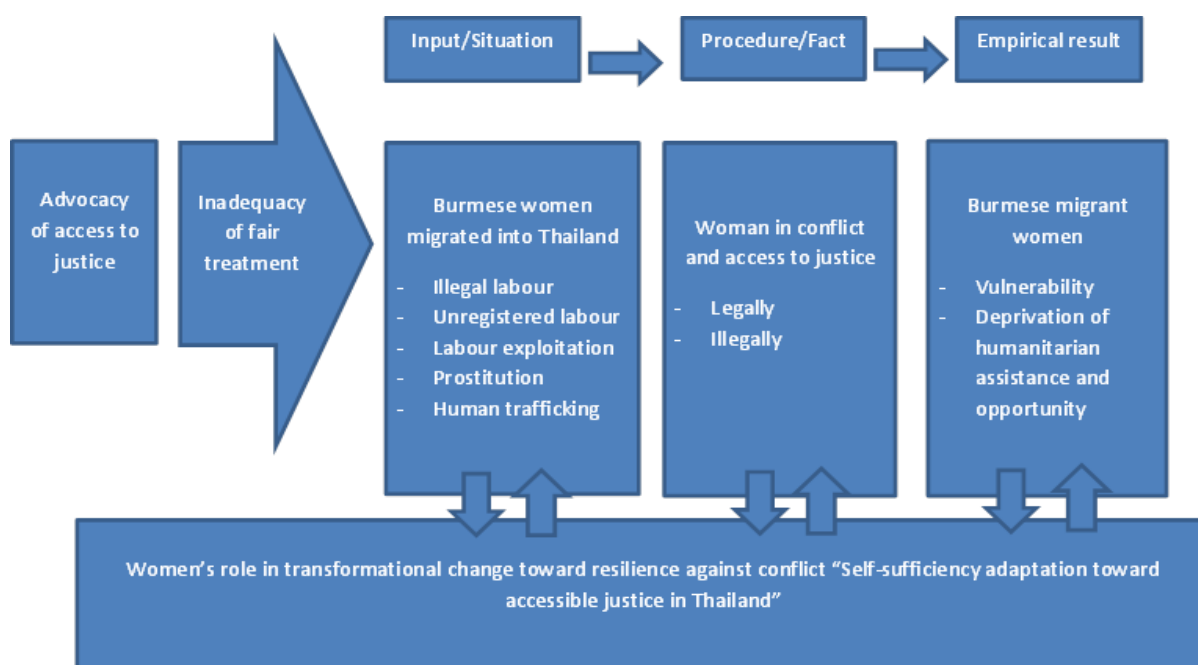 Input/Situation
Procedure/Fact
Empirical result
Advocacy
of access to
justice
Inadequacy
of fair
treatment
Burmese women
migrated into Thailand
- Illegal labour
- Unregistered labour
- Labour exploitation
- Prostitution
- Human trafficking
Woman in conflict
and access to justice
- Legally
- Illegally
Burmese migrant
women
- Vulnerability
- Deprivation of
humanitarian
assistance and
opportunity
Women’s role in transformational change toward resilience against conflict “Self-sufficiency adaptation toward
accessible justice in Thailand”